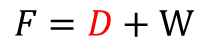 F = D + W